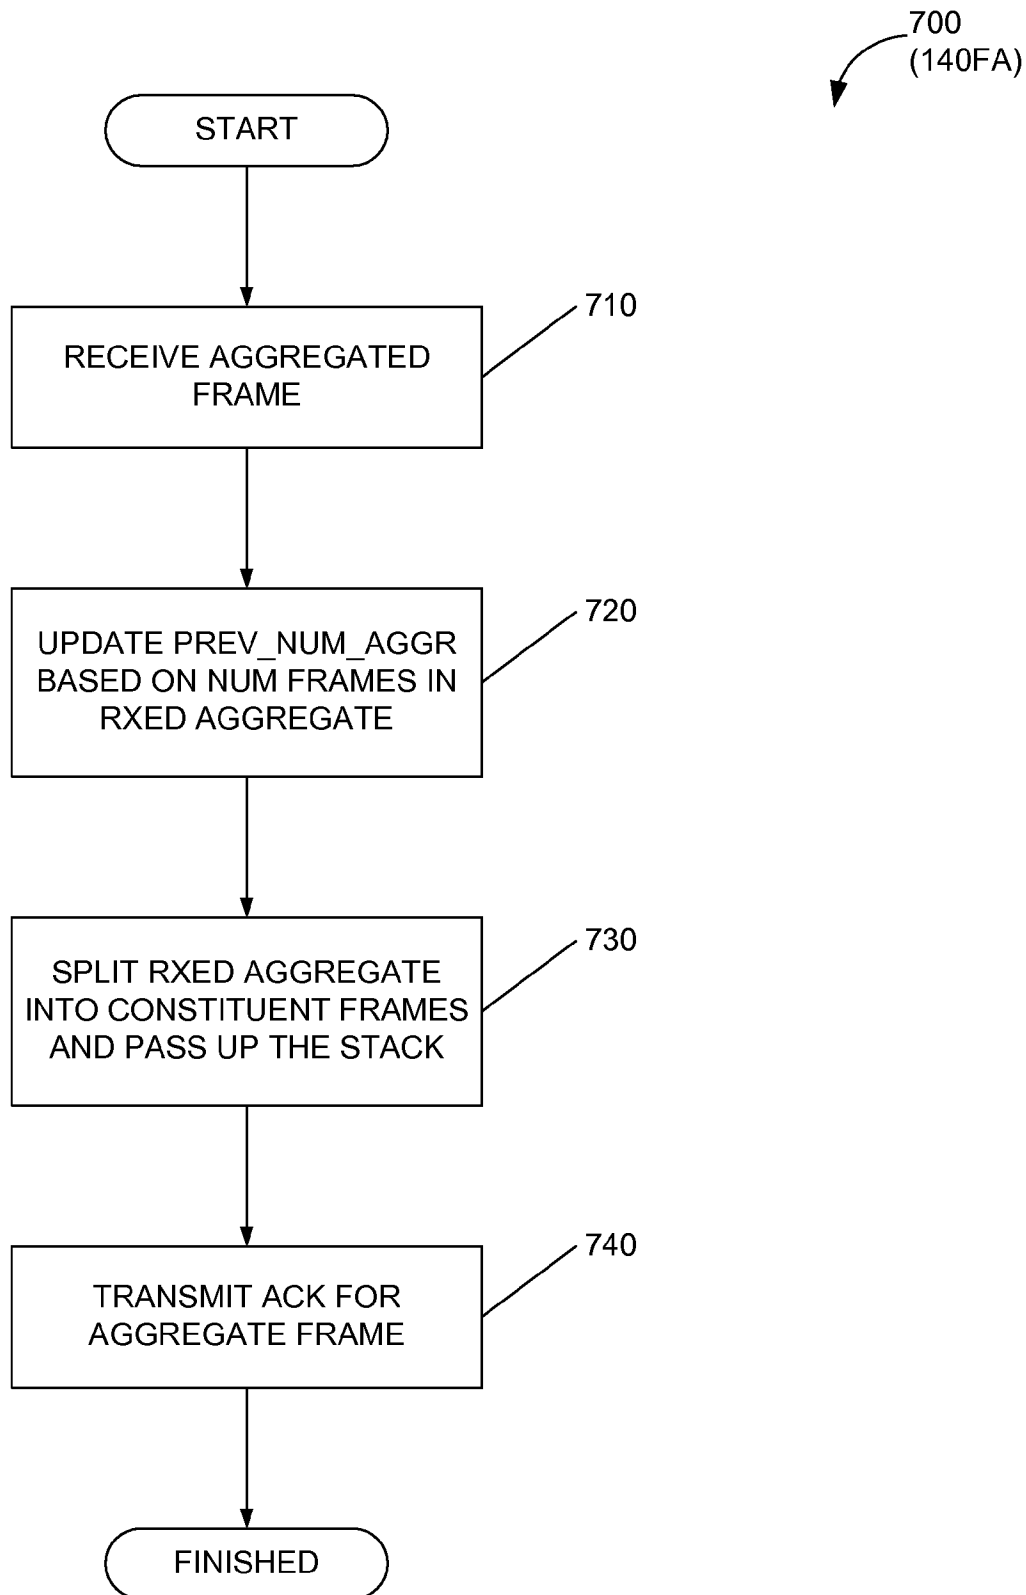 700
(140FA)
START
710
RECEIVE AGGREGATED
FRAME
720
UPDATE PREV_NUM_AGGR
BASED ON NUM FRAMES IN
RXED AGGREGATE
730
SPLIT RXED AGGREGATE
INTO CONSTITUENT FRAMES
AND PASS UP THE STACK
740
TRANSMIT ACK FOR
AGGREGATE FRAME
FINISHED